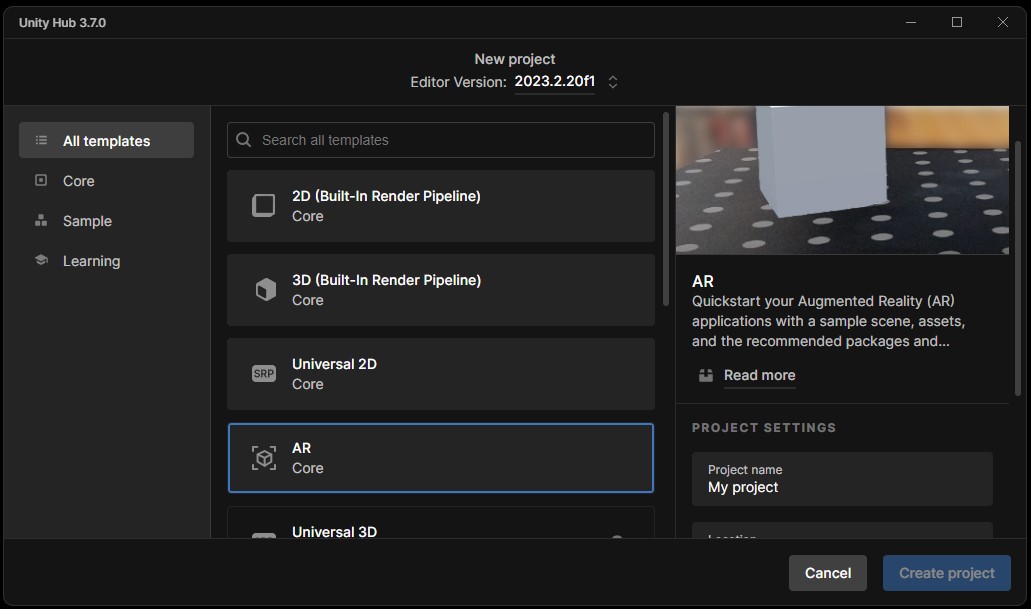 Unity Hub 3.7.0
New project
Editor Version: 2023.2.20f1
All templates
Core
Sample
Learning
Search all templates
2D (Built-In Render Pipeline)
Core
3D (Built-In Render Pipeline)
Core
SRP
Universal 2D
Core
AR
Core
Universal 3D
AR
Quickstart your Augmented Reality (AR)
applications with a sample scene, assets,
and the recommended packages and...
Read more
PROJECT SETTINGS
Project name
My project
Location
Cancel
Create project